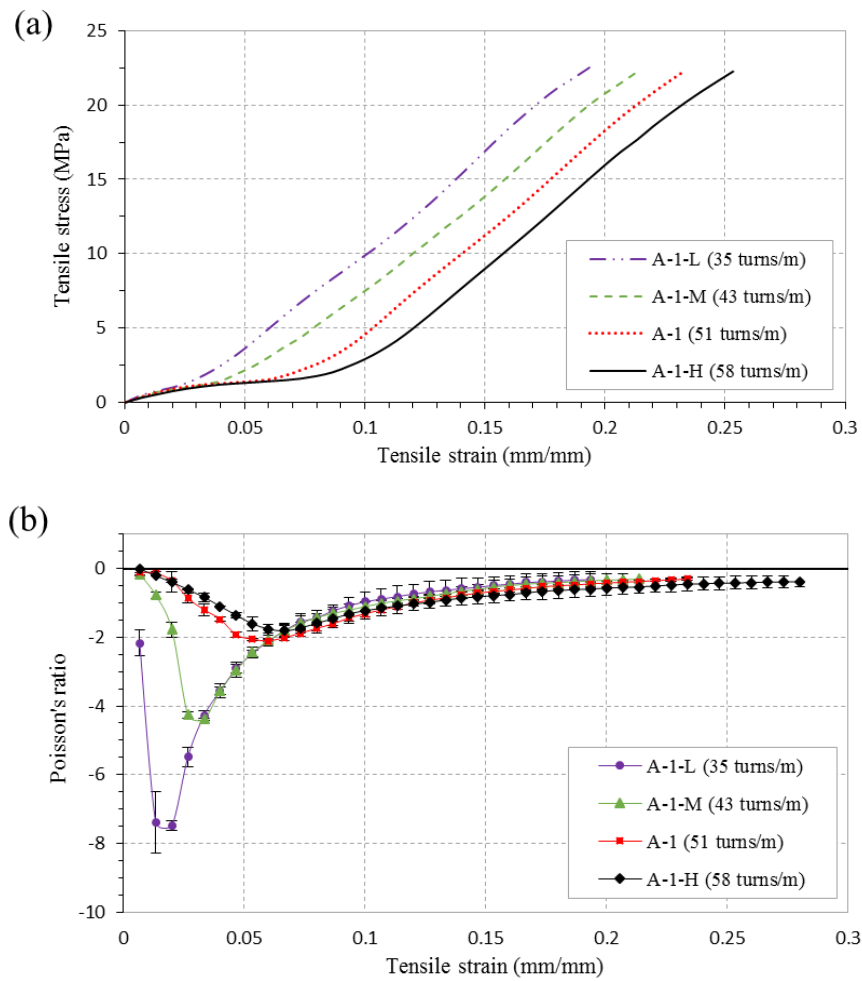 (a)
25
20
15
10
5
0
Tensile stress (MPa)
0 0.05 0.1 0.15 0.2 0.25 0.3
Tensile strain (mm/mm)
A-1-L (35 turns/m)
A-1-M (43 turns/m)
A-1 (51 turns/m)
A-1-H (58 turns/m)
(b)
0
-2
-4
-6
-8
-10
Poisson's ratio
0 0.05 0.1 0.15 0.2 0.25 0.3
Tensile strain (mm/mm)
A-1-L (35 turns/m)
A-1-M (43 turns/m)
A-1 (51 turns/m)
A-1-H (58 turns/m)